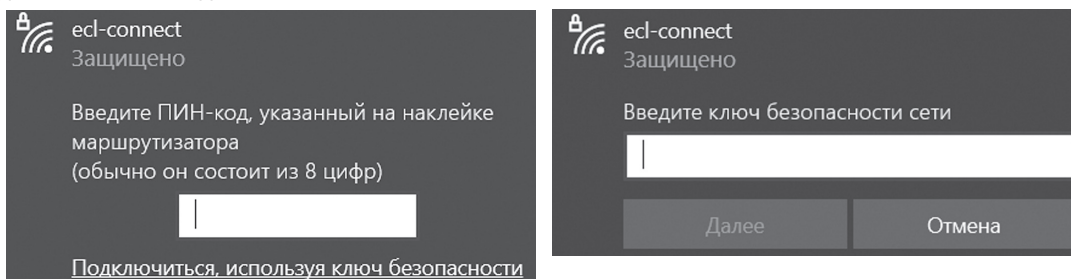 ecl-connect
Защищено
Введите ПИН-код, указанный на наклейке
маршрутизатора
(обычно он состоит из 8 цифр)
Подключиться, используя ключ безопасности
ecl-connect
Защищено
Введите ключ безопасности сети
Далее
Отмена